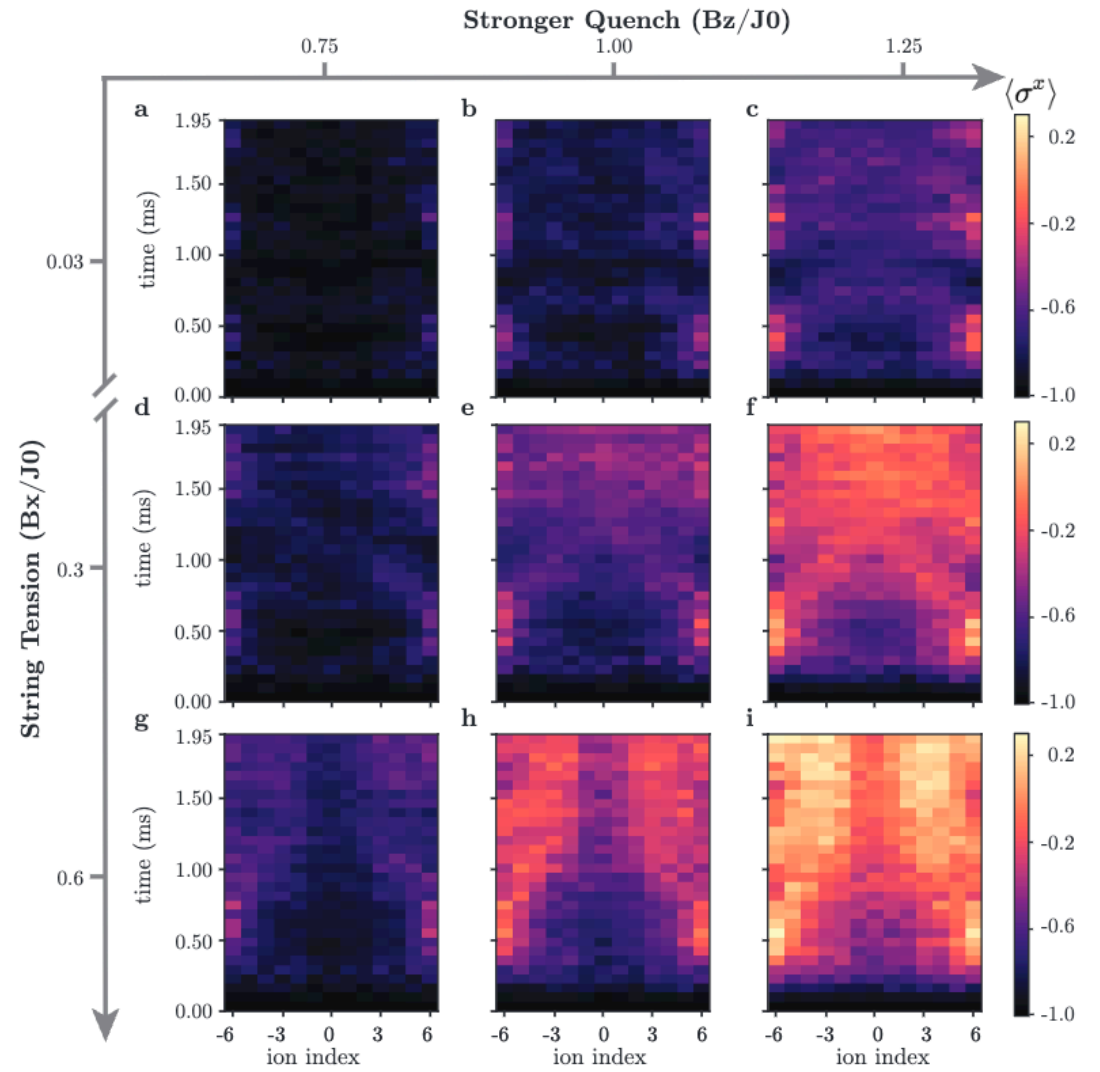 Stronger Quench (Bz/J0)
0.75 1.00 1.25
⟨σˣ⟩
a b c
String Tension (Bx/J0)
0.03
time (ms)
1.95
1.50
1.00
0.50
0.00
0.2
-0.2
-0.6
-1.0
d e f
0.3
time (ms)
1.95
1.50
1.00
0.50
0.00
0.2
-0.2
-0.6
-1.0
g h i
0.6
time (ms)
1.95
1.50
1.00
0.50
0.00
0.2
-0.2
-0.6
-1.0
-6 -3 0 3 6 -6 -3 0 3 6 -6 -3 0 3 6
ion index ion index ion index